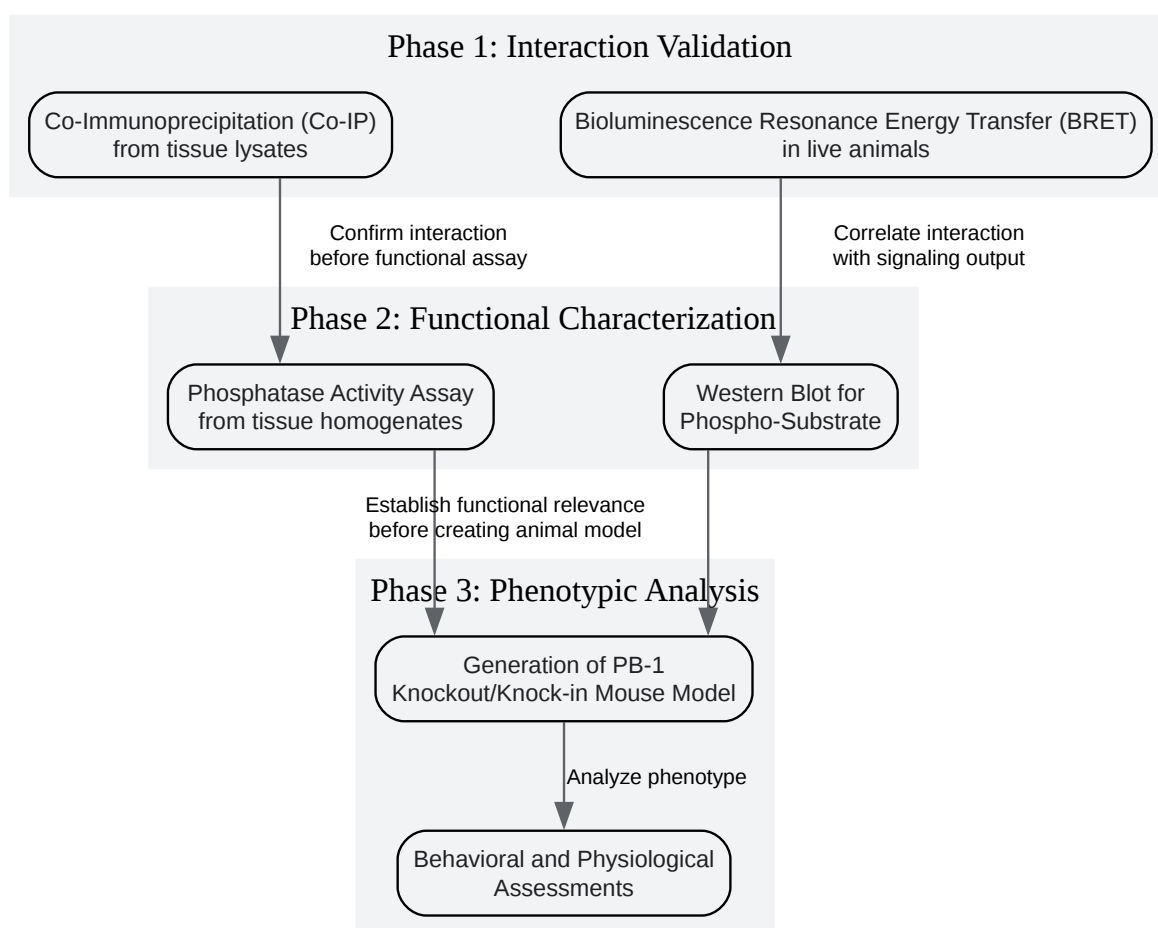 Phase 1: Interaction Validation
Co-Immunoprecipitation (Co-IP)
from tissue lysates
Bioluminescence Resonance Energy Transfer (BRET)
in live animals
Confirm interaction
before functional assay
Correlate interaction
with signaling output
Phase 2: Functional Characterization
Phosphatase Activity Assay
from tissue homogenates
Western Blot for
Phospho-Substrate
Establish functional relevance
before creating animal model
Phase 3: Phenotypic Analysis
Generation of PB-1
Knockout/Knock-in Mouse Model
Analyze phenotype
Behavioral and Physiological
Assessments